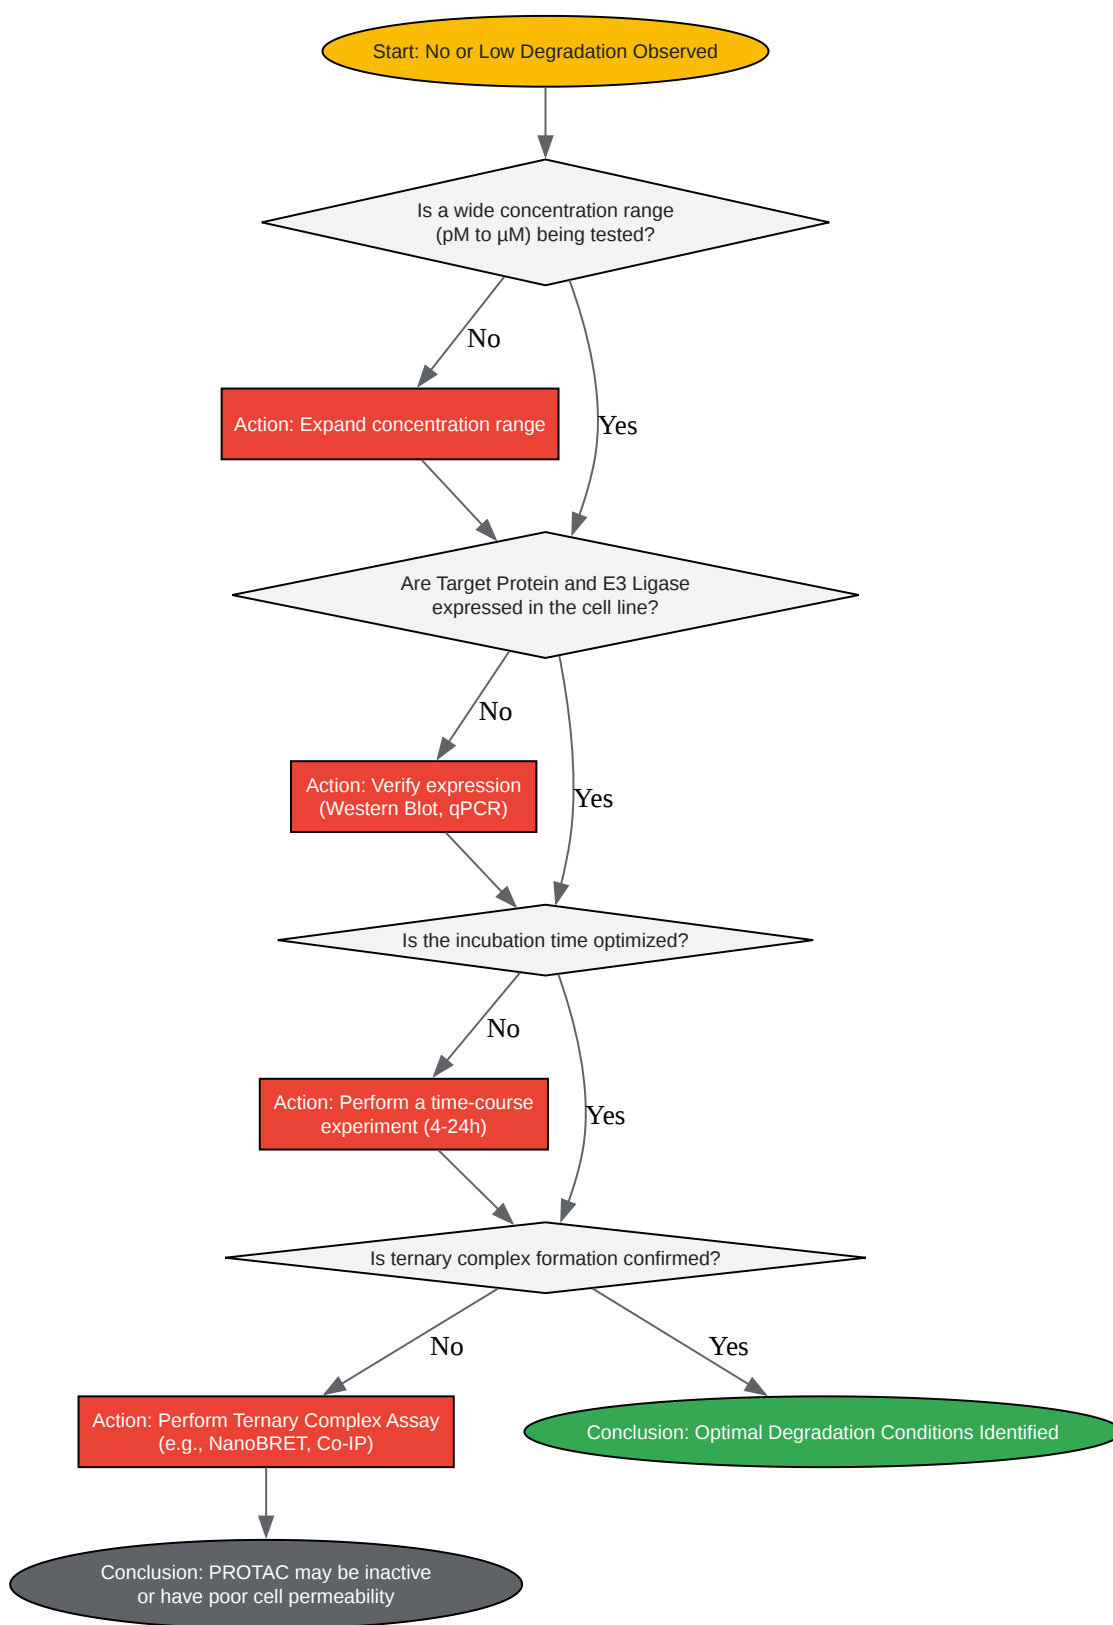 Start: No or Low Degradation Observed
Is a wide concentration range
(pM to µM) being tested?
No
Yes
Action: Expand concentration range
Are Target Protein and E3 Ligase
expressed in the cell line?
No
Yes
Action: Verify expression
(Western Blot, qPCR)
Is the incubation time optimized?
No
Yes
Action: Perform a time-course
experiment (4-24h)
Is ternary complex formation confirmed?
No
Yes
Action: Perform Ternary Complex Assay
(e.g., NanoBRET, Co-IP)
Conclusion: Optimal Degradation Conditions Identified
Conclusion: PROTAC may be inactive
or have poor cell permeability